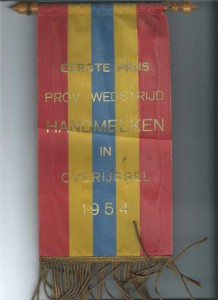 EERSTE PRIJS
PROV. WEDSTRIJD
HANDMELKEN
IN
OVERIJSSEL
1954